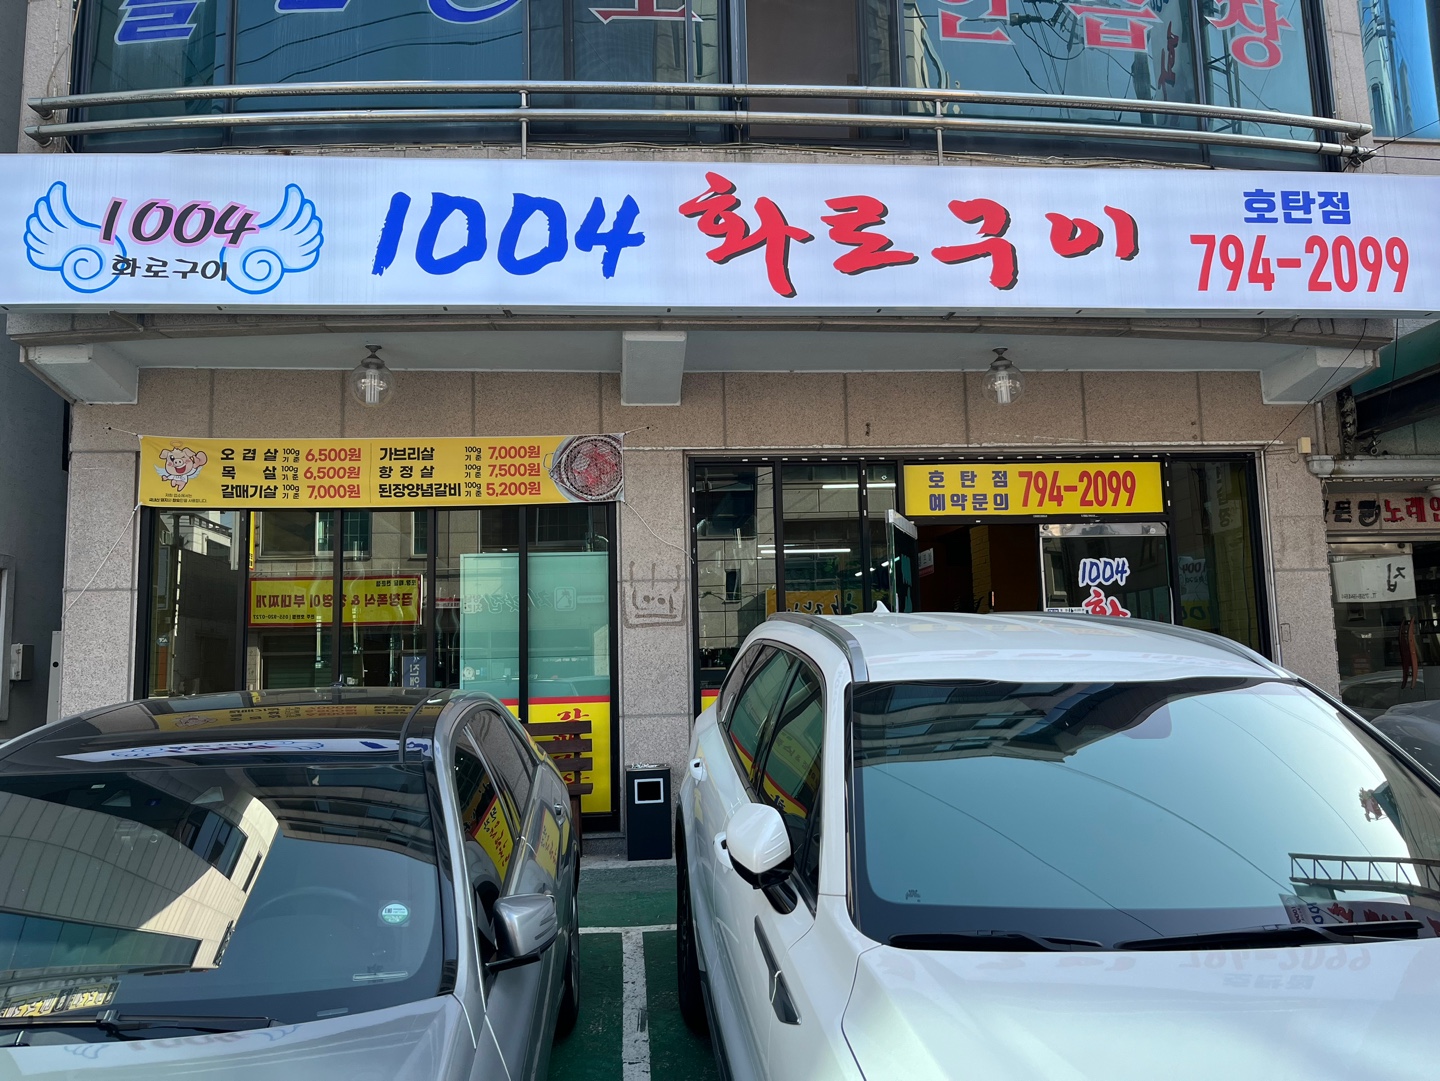 1004
화로구이
1004 화로구이
호탄점
794-2099
오겹살 100g 기준 6,500원
목살 100g 기준 6,500원
갈매기살 100g 기준 7,000원
가브리살 100g 기준 7,000원
항정살 100g 기준 7,500원
된장양념갈비 100g 기준 5,200원
호탄점
예약문의
794-2099
1004
노래연
집